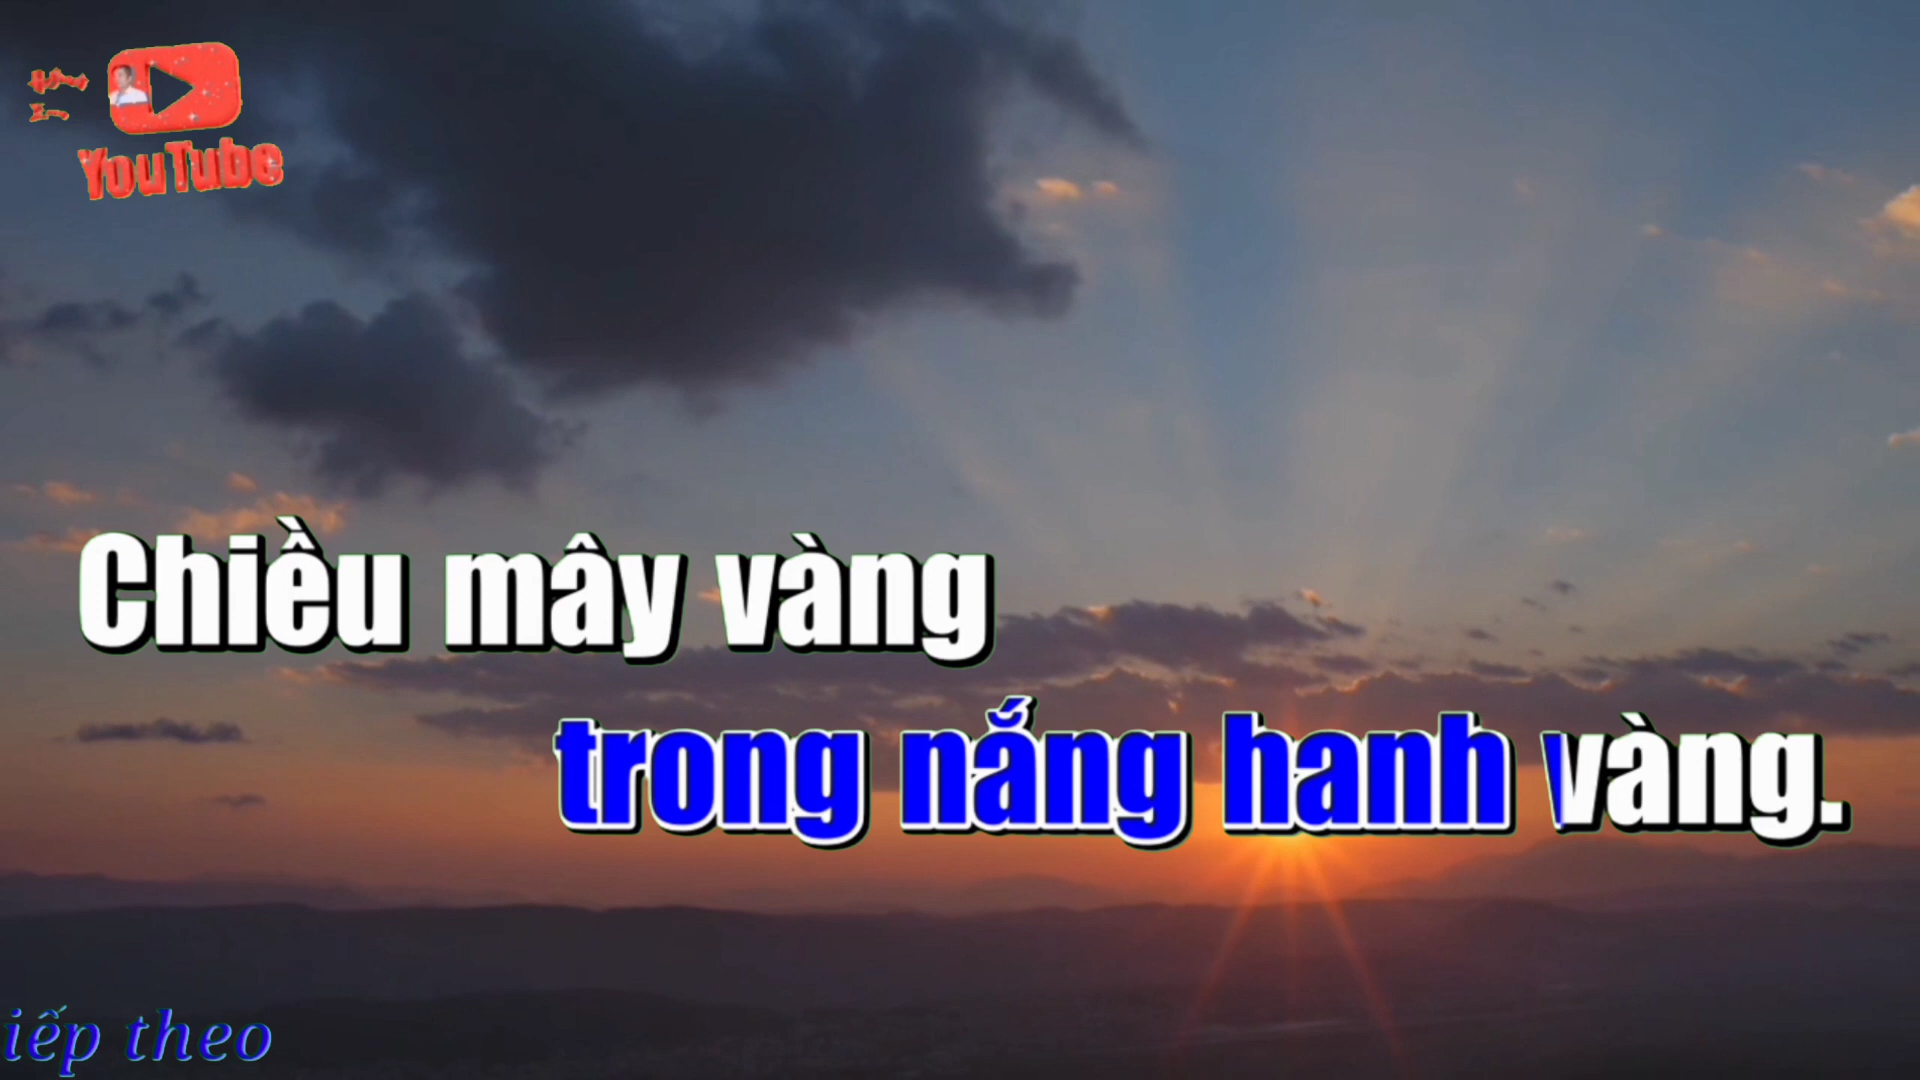 YouTube
Chiều mây vàng
trong nắng hanh vàng.
iếp theo